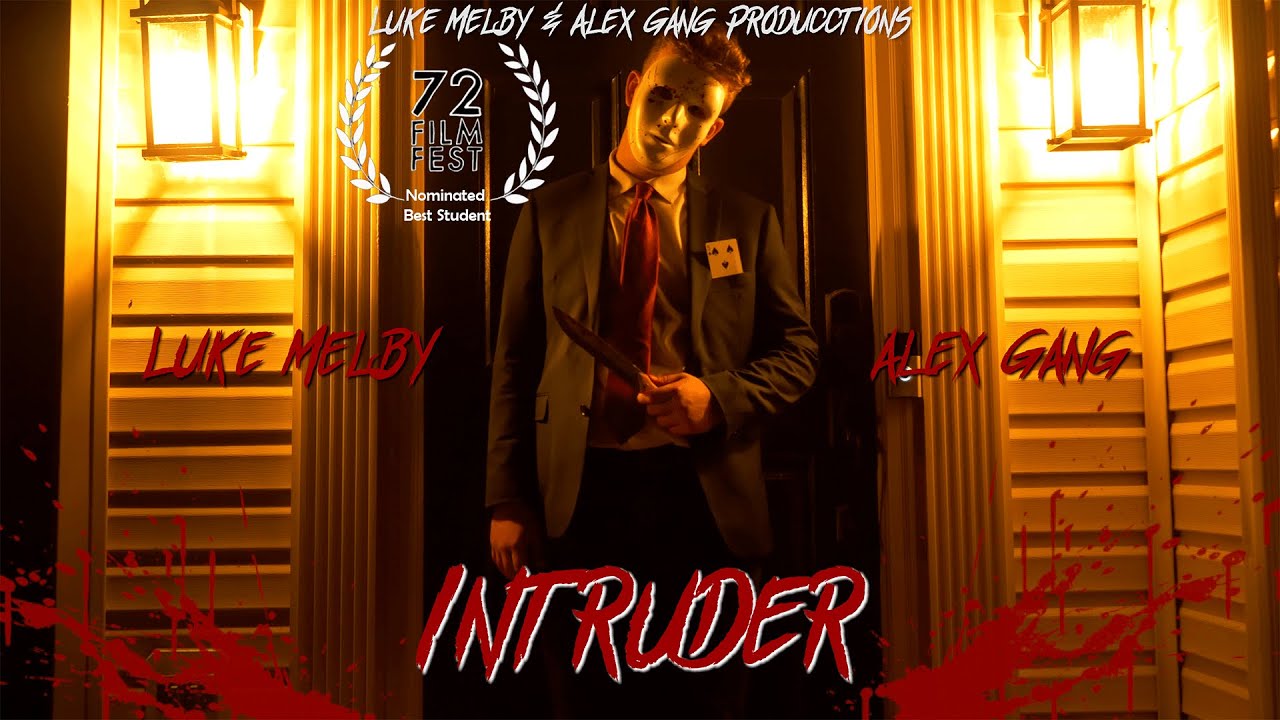 Luke Melby & Alex Gang Producctions
72
FILM
FEST
Nominated
Best Student
Luke Melby
Alex Gang
Intruder